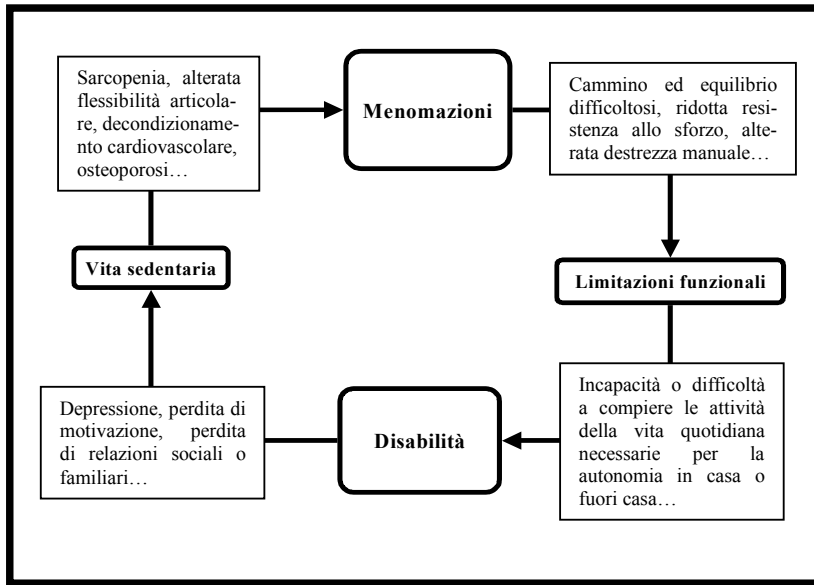 Sarcopenia, alterata
flessibilità articola-
re, decondizioname-
nto cardiovascolare,
osteoporosi…
Menomazioni
Cammino ed equilibrio
difficoltosi, ridotta resi-
stenza allo sforzo, alte-
rata destrezza manuale…
Vita sedentaria
Limitazioni funzionali
Depressione, perdita di
motivazione, perdita
di relazioni sociali o
familiari…
Disabilità
Incapacità o difficoltà
a compiere le attività
della vita quotidiana
necessarie per la
autonomia in casa o
fuori casa…